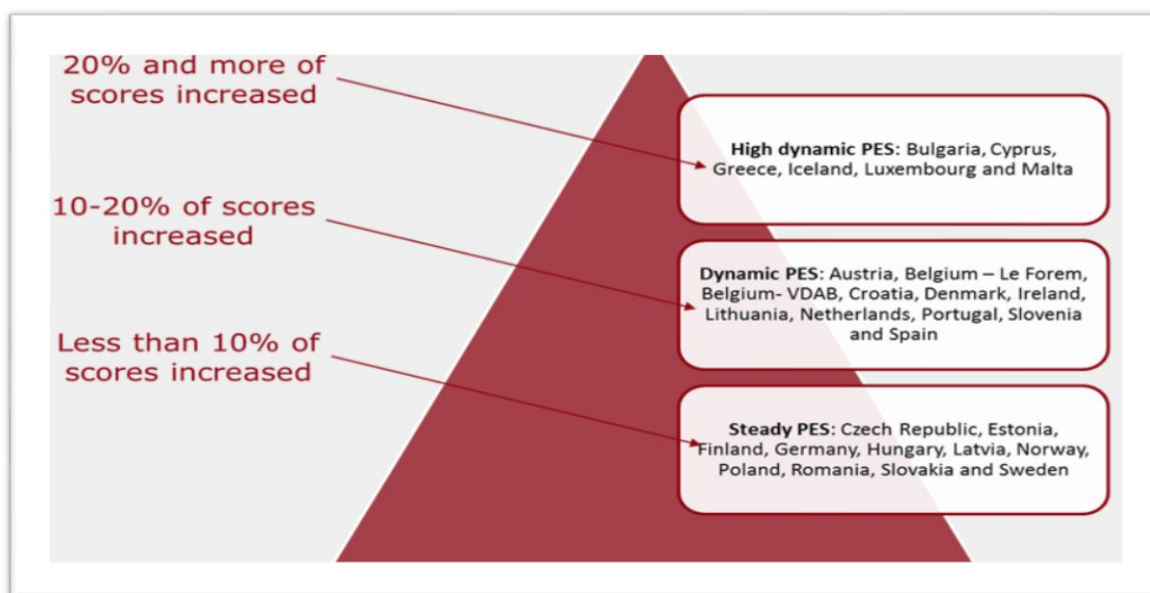 20% and more of
scores increased
High dynamic PES: Bulgaria, Cyprus,
Greece, Iceland, Luxembourg and Malta
10-20% of scores
increased
Dynamic PES: Austria, Belgium – Le Forem,
Belgium- VDAB, Croatia, Denmark, Ireland,
Lithuania, Netherlands, Portugal, Slovenia
and Spain
Less than 10% of
scores increased
Steady PES: Czech Republic, Estonia,
Finland, Germany, Hungary, Latvia, Norway,
Poland, Romania, Slovakia and Sweden